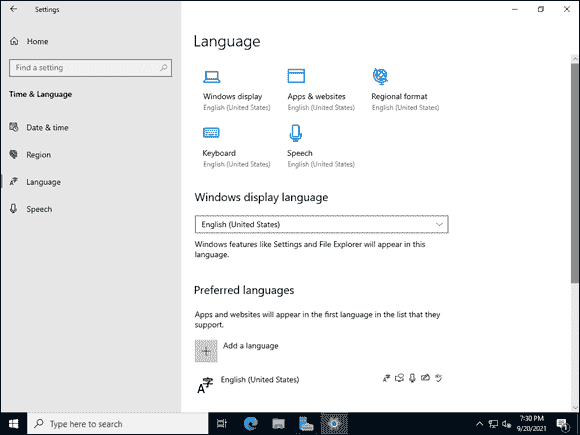 Settings
Home
Find a setting
Time & Language
Date & time
Region
Language
Speech
Language
Windows display
English (United States)
Apps & websites
English (United States)
Regional format
English (United States)
Keyboard
English (United States)
Speech
English (United States)
Windows display language
English (United States)
Windows features like Settings and File Explorer will appear in this
language.
Preferred languages
Apps and websites will appear in the first language in the list that they
support.
Add a language
English (United States)
Type here to search
7:30 PM
9/20/2021
1